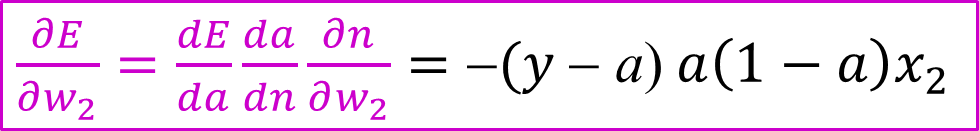 ∂E/∂w₂ = dE/da da/dn ∂n/∂w₂ = −(y − a) a(1 − a)x₂